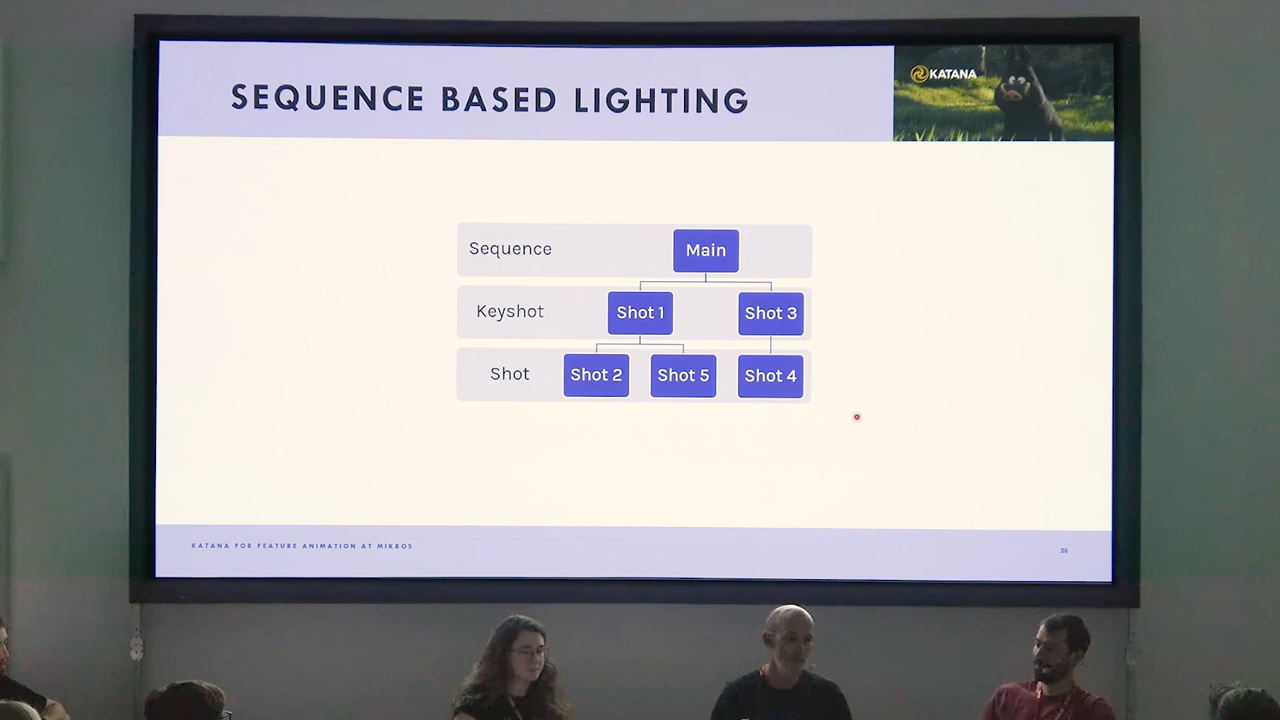 SEQUENCE BASED LIGHTING
KATANA
Sequence
Main
Keyshot
Shot 1
Shot 3
Shot
Shot 2
Shot 5
Shot 4
KATANA FOR FEATURE ANIMATION AT MIKROS
28